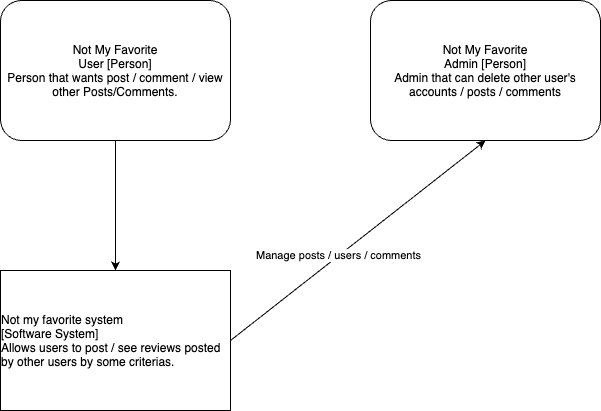 Not My Favorite
User [Person]
Person that wants post / comment / view
other Posts/Comments.
Not My Favorite
Admin [Person]
Admin that can delete other user's
accounts / posts / comments
Manage posts / users / comments
Not my favorite system
[Software System]
Allows users to post / see reviews posted
by other users by some criterias.